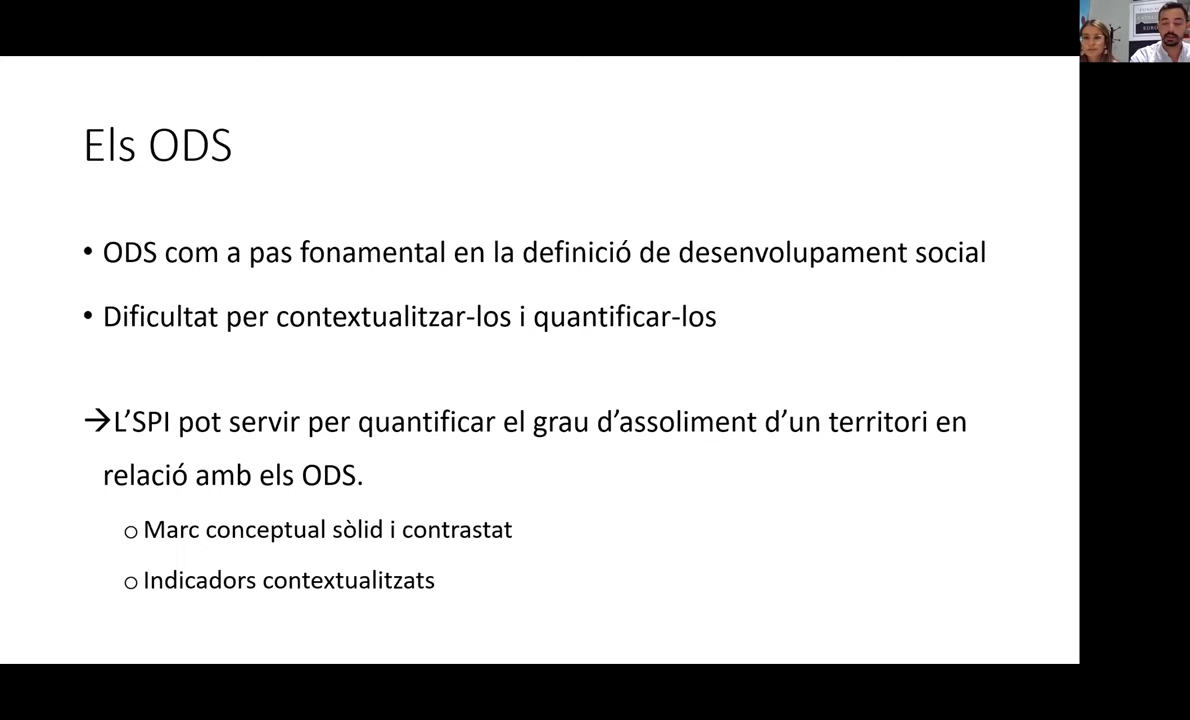 Els ODS
• ODS com a pas fonamental en la definició de desenvolupament social
• Dificultat per contextualitzar-los i quantificar-los
→L’SPI pot servir per quantificar el grau d’assoliment d’un territori en
relació amb els ODS.
o Marc conceptual sòlid i contrastat
o Indicadors contextualitzats